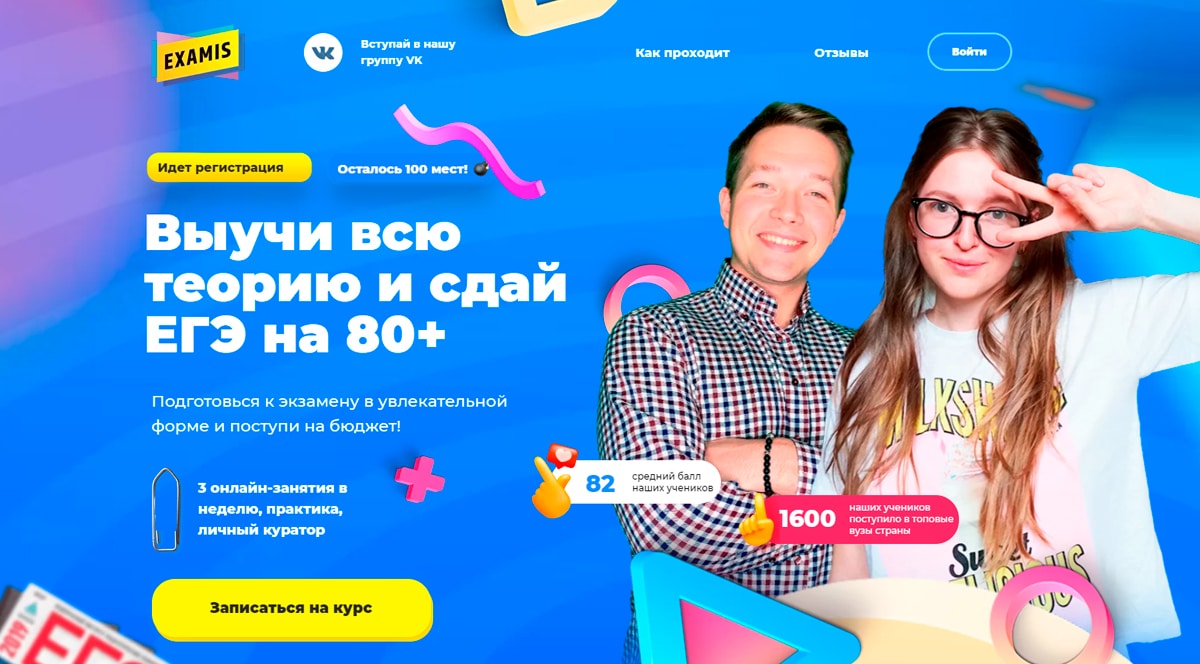 EXAMIS
Вступай в нашу
группу VK
Как проходит
Отзывы
Войти
Идет регистрация
Осталось 100 мест!
Выучи всю
теорию и сдай
ЕГЭ на 80+
Подготовься к экзамену в увлекательной
форме и поступи на бюджет!
3 онлайн-занятия в
неделю, практика,
личный куратор
Записаться на курс
82
средний балл
наших учеников
1600
наших учеников
поступило в топовые
вузы страны
2019